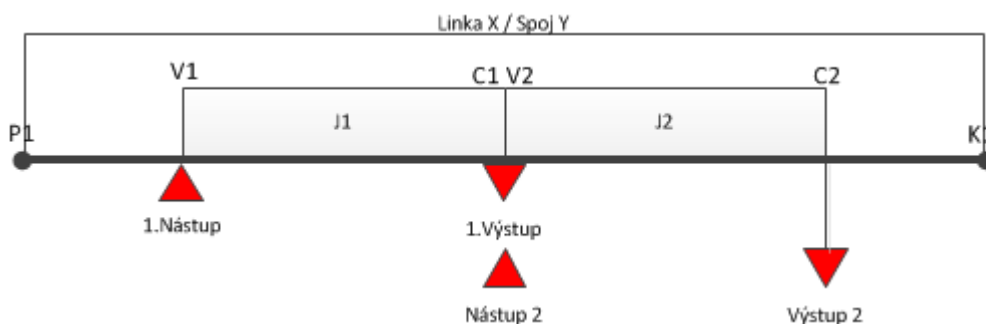 Linka X / Spoj Y
V1 C1 V2 C2
J1 J2
P1
1.Nástup 1.Výstup
Nástup 2 Výstup 2